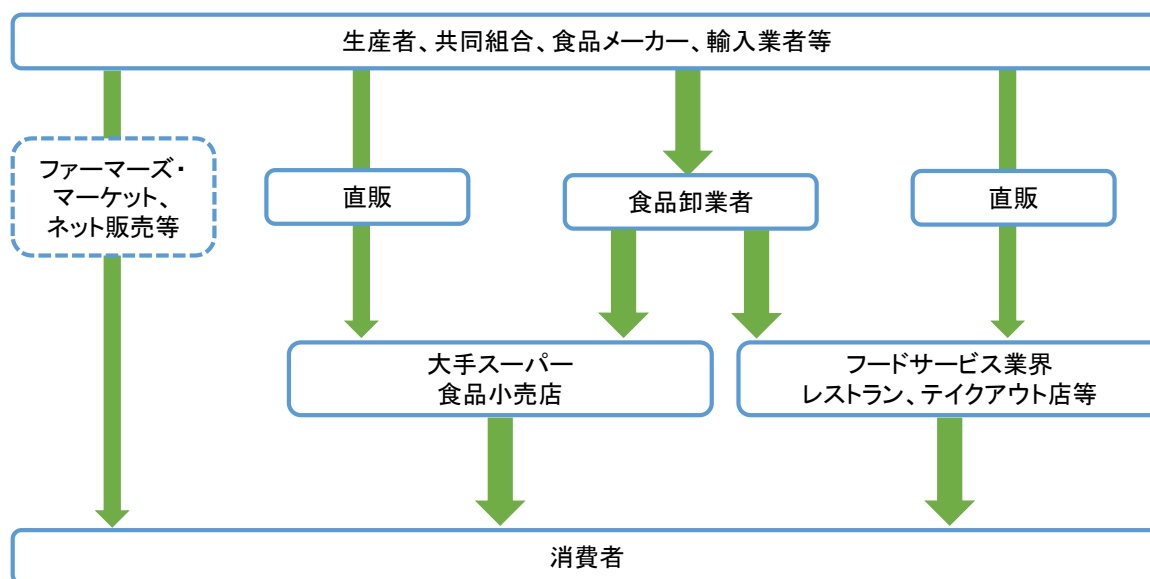 生産者、共同組合、食品メーカー、輸入業者等
ファーマーズ・
マーケット、
ネット販売等
直販
食品卸業者
直販
大手スーパー
食品小売店
フードサービス業界
レストラン、テイクアウト店等
消費者